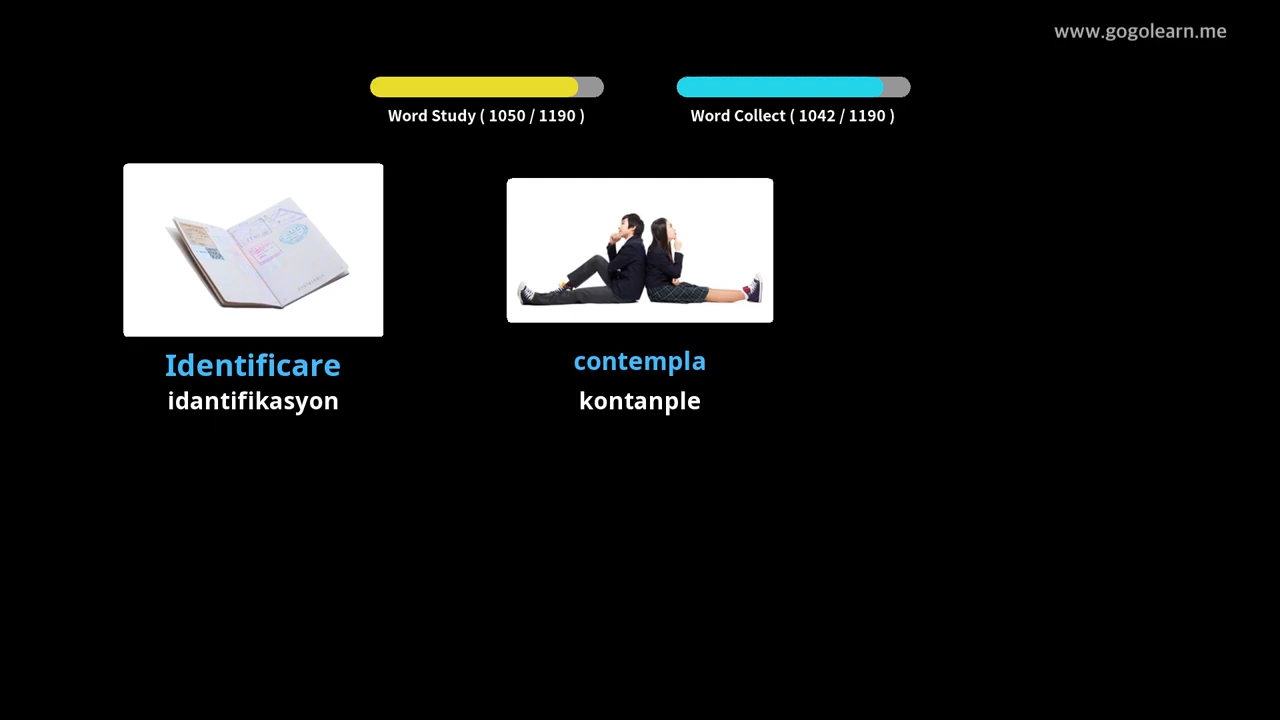 www.gogolearn.me
Word Study ( 1050 / 1190 )
Word Collect ( 1042 / 1190 )
Identificare
idantifikasyon
contempla
kontanple